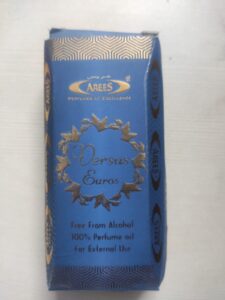 AREES
®
PERFUMES OF EXCELLENCE
Versus
Euros
Free From Alcohol
100% Perfume oil
For External Use